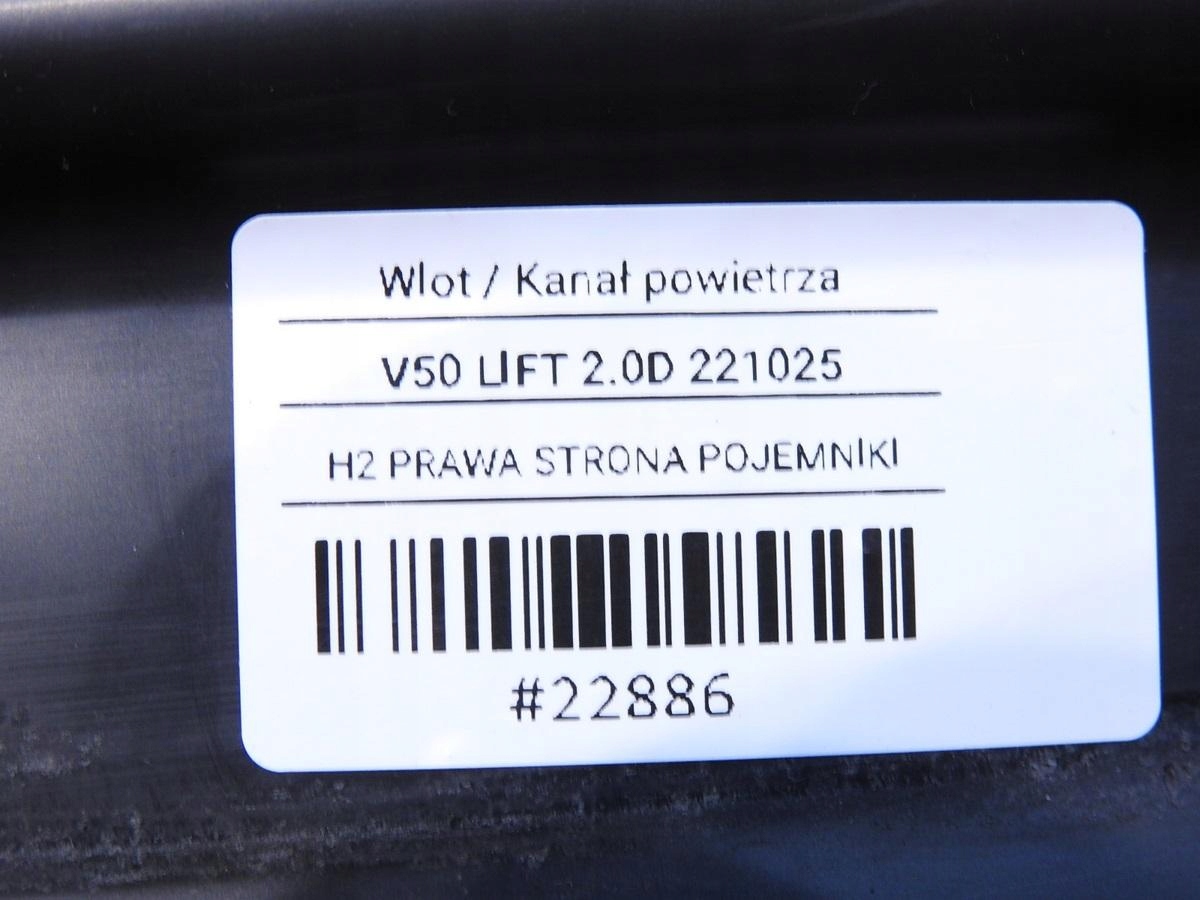 Wlot / Kanał powietrza
V50 LIFT 2.0D 221025
H2 PRAWA STRONA POJEMNIKI
#22886